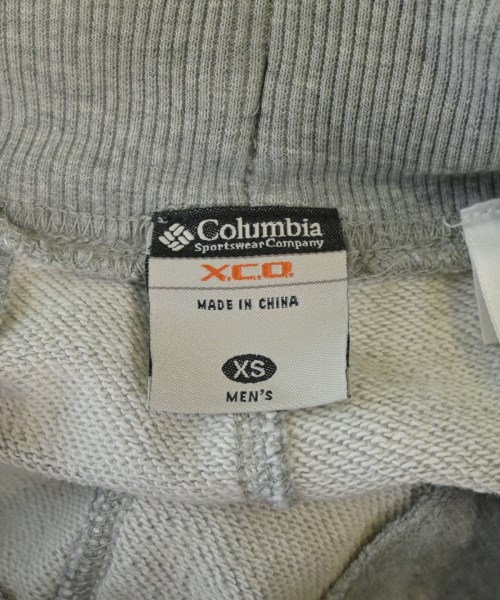 Columbia
Sportswear Company
X.C.O.
MADE IN CHINA
XS
MEN'S